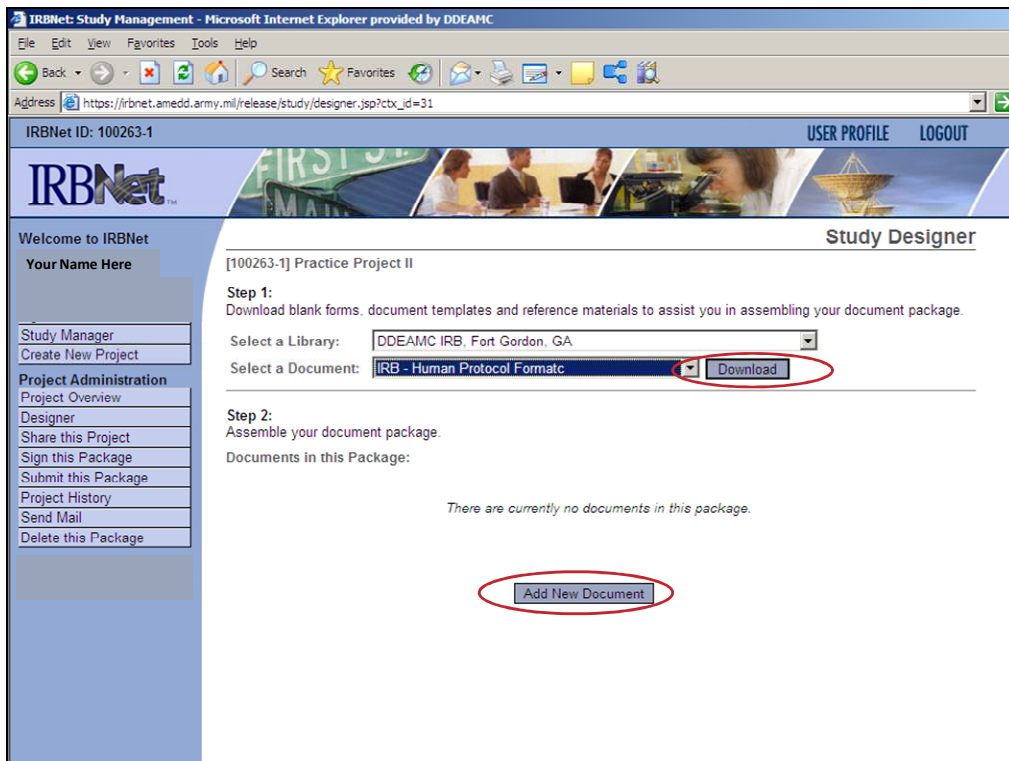 IRBNet: Study Management - Microsoft Internet Explorer provided by DDEAMC
File Edit View Favorites Tools Help
Back Search Favorites
Address https://irbnet.amedd.army.mil/release/study/designer.jsp?ctx_id=31
IRBNet ID: 100263-1 USER PROFILE LOGOUT
IRBNet™
FIRST ST.
MAIN
Welcome to IRBNet
Your Name Here
Study Manager
Create New Project
Project Administration
Project Overview
Designer
Share this Project
Sign this Package
Submit this Package
Project History
Send Mail
Delete this Package
Study Designer
[100263-1] Practice Project II
Step 1:
Download blank forms, document templates and reference materials to assist you in assembling your document package.
Select a Library: DDEAMC IRB, Fort Gordon, GA
Select a Document: IRB - Human Protocol Formatc Download
Step 2:
Assemble your document package.
Documents in this Package:
There are currently no documents in this package.
Add New Document